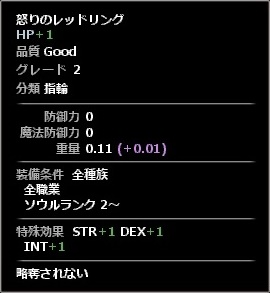 怒りのレッドリング
HP+1
品質 Good
グレード 2
分類 指輪
防御力 0
魔法防御力 0
重量 0.11 (+0.01)
装備条件 全種族
全職業
ソウルランク 2～
特殊効果 STR+1 DEX+1
INT+1
略奪されない